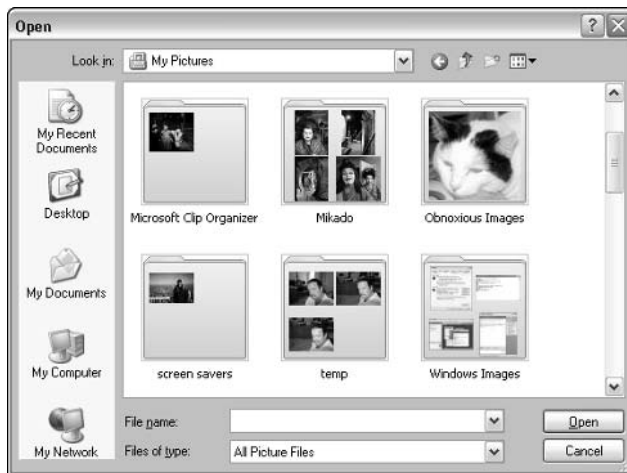 Open
Look in: My Pictures
My Recent
Documents
Desktop
My Documents
My Computer
My Network
Microsoft Clip Organizer
Mikado
Obnoxious Images
screen savers
temp
Windows Images
File name:
Open
Files of type: All Picture Files
Cancel